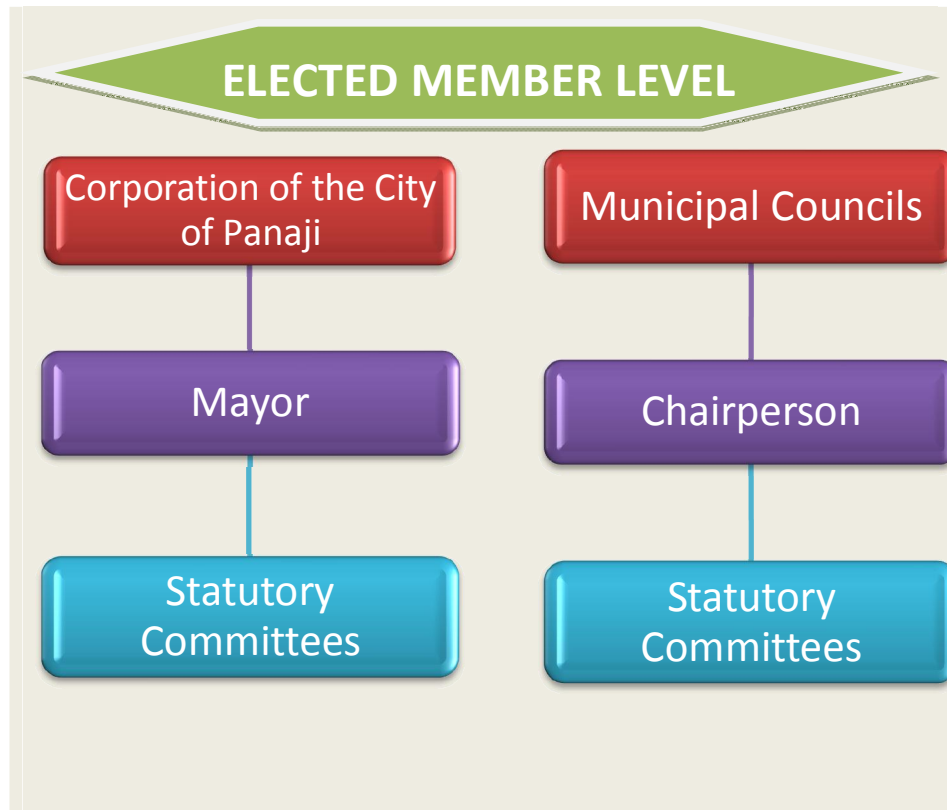 ELECTED MEMBER LEVEL
Corporation of the City
of Panaji
Municipal Councils
Mayor
Chairperson
Statutory
Committees
Statutory
Committees